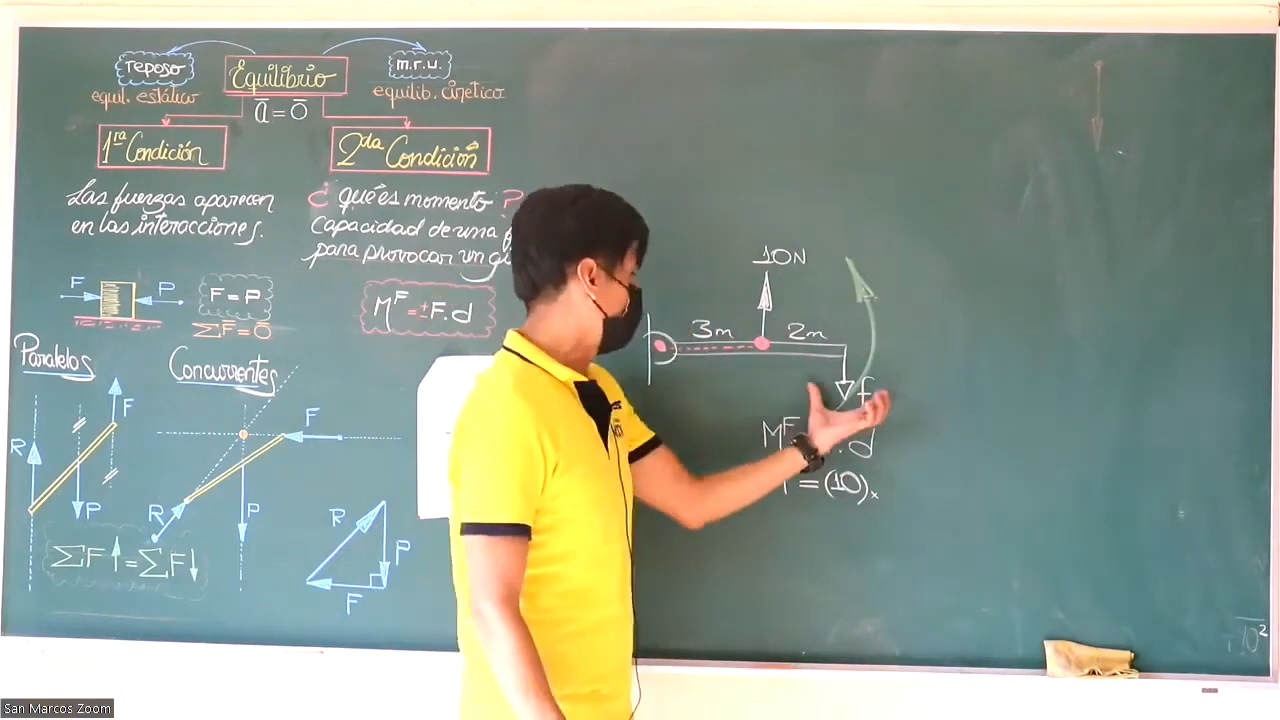 reposo
Equilibrio
m.r.u.
equil. estático
equilib. cinético
a = 0
1ra Condición
2da Condición
Las fuerzas aparecen
en las interacciones.
¿qué es momento?
capacidad de una
para provocar un
F
P
F = P
ΣF = 0
M^F = ±F.d
10N
3m
2m
Paralelos
Concurrentes
F
R
P
F
R
P
R
P
F
ΣF↑ = ΣF↓
f
M^F
. d
= (10)x
10²
San Marcos Zoom